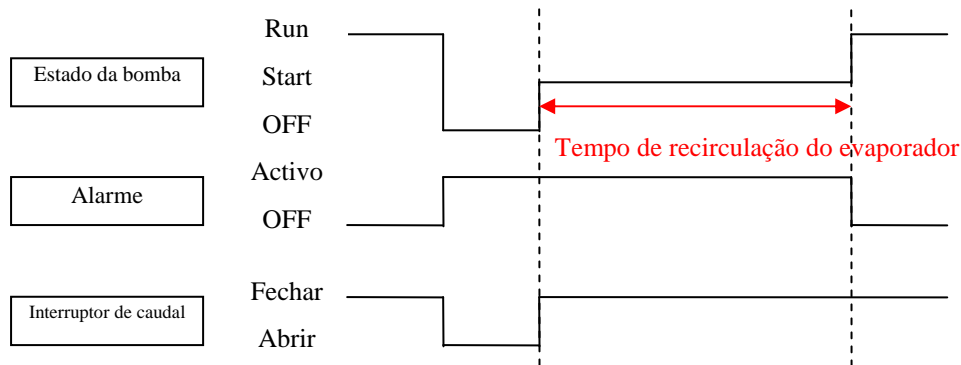 Run
Estado da bomba
Start
OFF
Tempo de recirculação do evaporador
Activo
Alarme
OFF
Fechar
Interruptor de caudal
Abrir